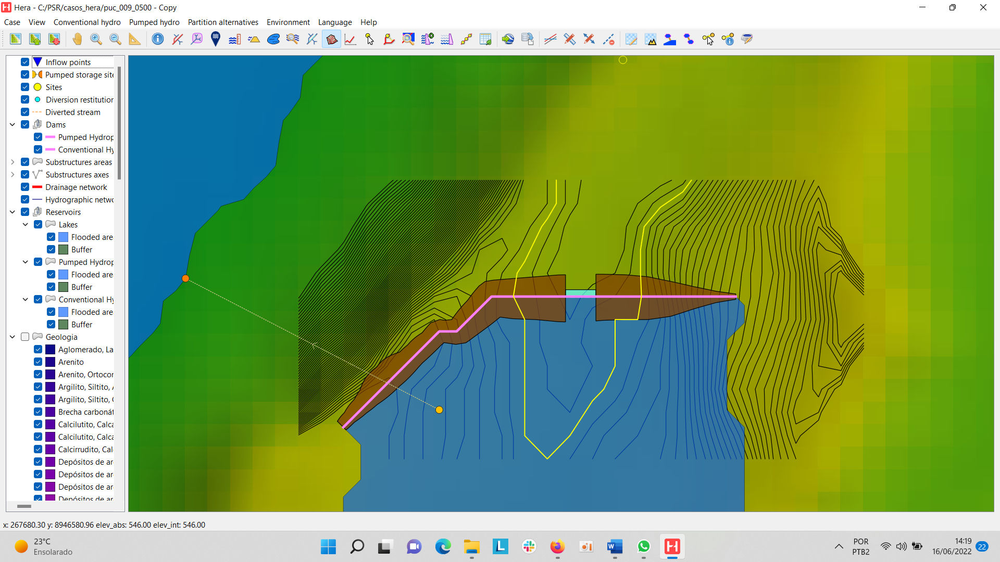 Hera - C:/PSR/casos_hera/puc_009_0500 - Copy
Case View Conventional hydro Pumped hydro Partition alternatives Environment Language Help
Inflow points
Pumped storage site
Sites
Diversion restitution
Diverted stream
Dams
Pumped Hydrop
Conventional Hy
Substructures areas
Substructures axes
Drainage network
Hydrographic netwo
Reservoirs
Lakes
Flooded are
Buffer
Pumped Hydrop
Flooded are
Buffer
Conventional Hy
Flooded are
Buffer
Geologia
Aglomerado, La
Arenito
Arenito, Ortocor
Argilito, Siltito, A
Argilito, Siltito, C
Brecha carbonát
Calcilutito, Calca
Calcilutito, Calca
Calcirrudito, Cal
Depósitos de ar
Depósitos de ar
Depósitos de ar
Depósitos de ar
x: 267680.30 y: 8946580.96 elev_abs: 546.00 elev_int: 546.00
23°C
Ensolarado
POR
PTB2
14:19
16/06/2022
22